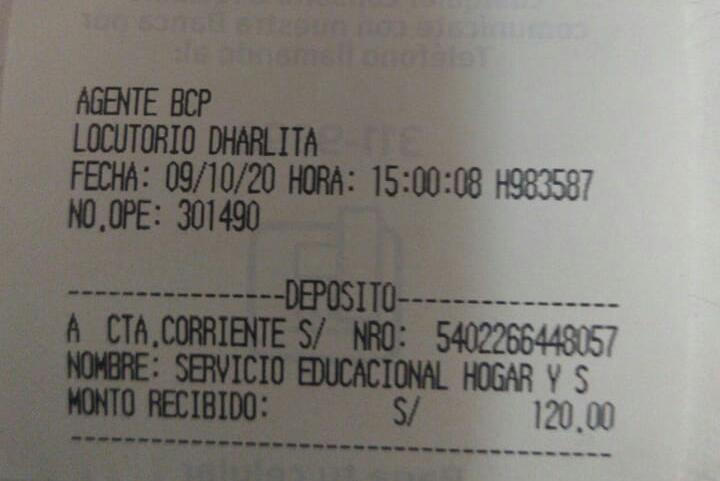 AGENTE BCP
LOCUTORIO DHARLITA
FECHA: 09/10/20 HORA: 15:00:08 H983587
NO.OPE: 301490
----------------DEPOSITO----------------
A CTA.CORRIENTE S/ NRO: 5402266448057
NOMBRE: SERVICIO EDUCACIONAL HOGAR Y S
MONTO RECIBIDO: S/ 120.00
----------------------------------------